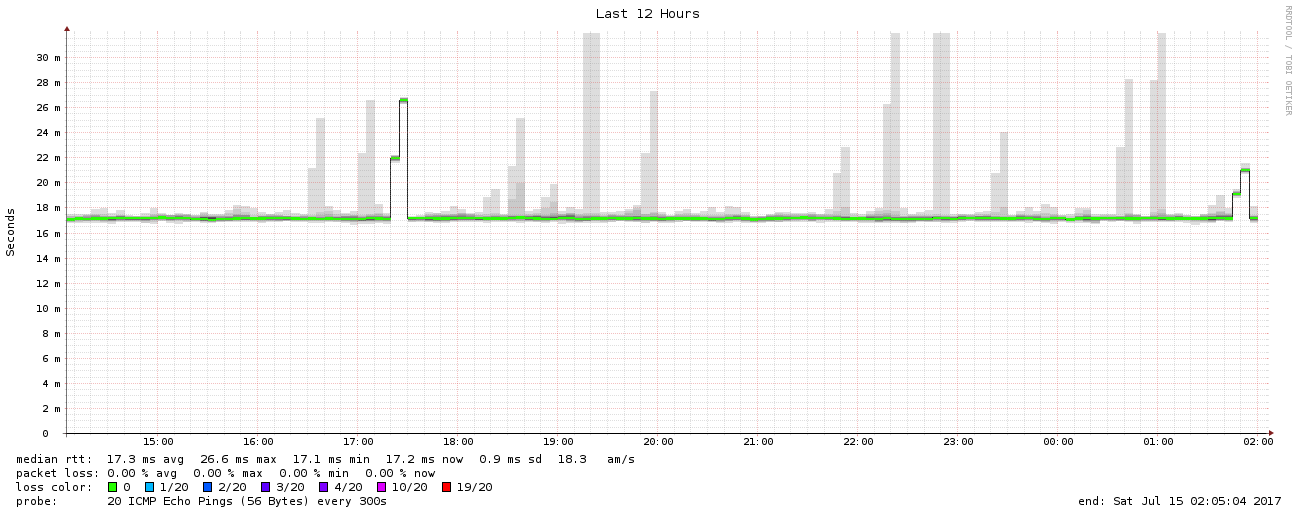 Last 12 Hours
RRDTOOL / TOBI OETIKER
Seconds
30 m
28 m
26 m
24 m
22 m
20 m
18 m
16 m
14 m
12 m
10 m
8 m
6 m
4 m
2 m
0
15:00 16:00 17:00 18:00 19:00 20:00 21:00 22:00 23:00 00:00 01:00 02:00
median rtt: 17.3 ms avg 26.6 ms max 17.1 ms min 17.2 ms now 0.9 ms sd 18.3 am/s
packet loss: 0.00 % avg 0.00 % max 0.00 % min 0.00 % now
loss color: 0 1/20 2/20 3/20 4/20 10/20 19/20
probe: 20 ICMP Echo Pings (56 Bytes) every 300s
end: Sat Jul 15 02:05:04 2017